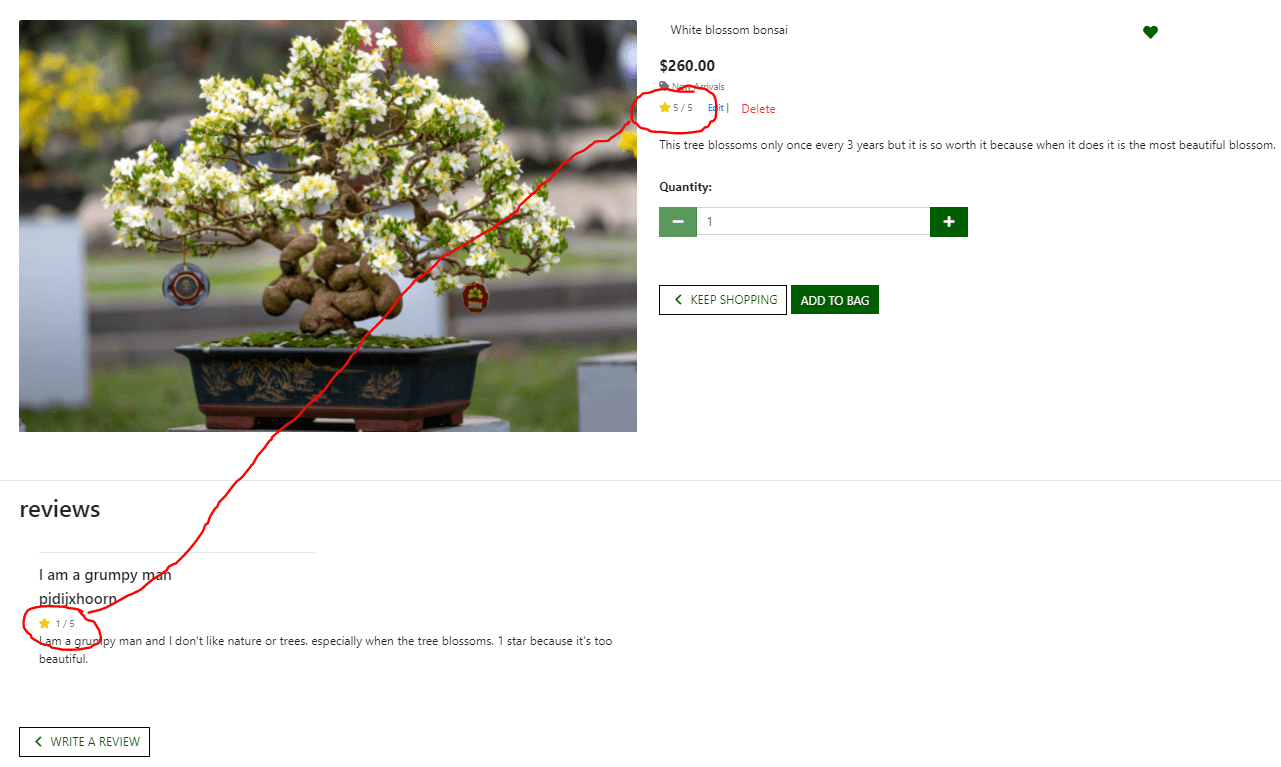 White blossom bonsai
$260.00
New Arrivals
5 / 5 Edit | Delete
This tree blossoms only once every 3 years but it is so worth it because when it does it is the most beautiful blossom.
Quantity:
1
KEEP SHOPPING ADD TO BAG
reviews
I am a grumpy man
pjdijxhoorn
1 / 5
I am a grumpy man and I don't like nature or trees. especially when the tree blossoms. 1 star because it's too
beautiful.
WRITE A REVIEW